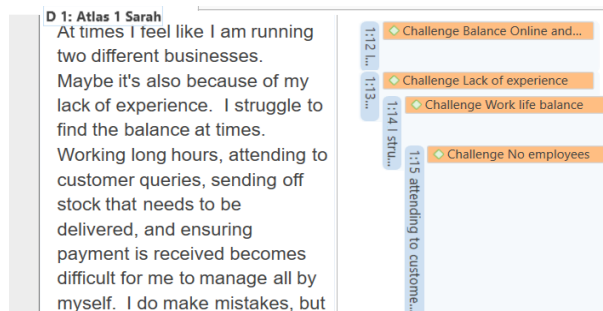 D 1: Atlas 1 Sarah
At times I feel like I am running
two different businesses.
Maybe it's also because of my
lack of experience. I struggle to
find the balance at times.
Working long hours, attending to
customer queries, sending off
stock that needs to be
delivered, and ensuring
payment is received becomes
difficult for me to manage all by
myself. I do make mistakes, but
1:12 I...
Challenge Balance Online and...
1:13...
Challenge Lack of experience
1:14 I stru...
Challenge Work life balance
1:15 attending to custome...
Challenge No employees